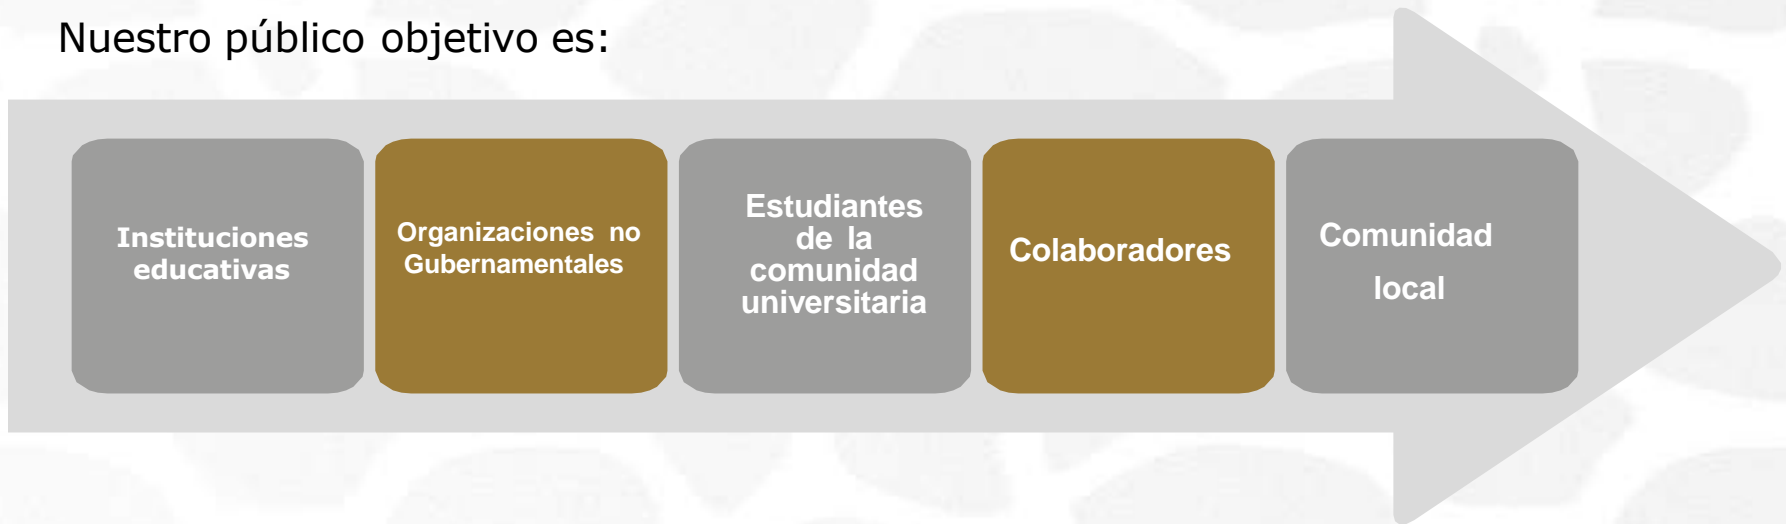 Nuestro público objetivo es:
Instituciones
educativas
Organizaciones no
Gubernamentales
Estudiantes
de la
comunidad
universitaria
Colaboradores
Comunidad
local